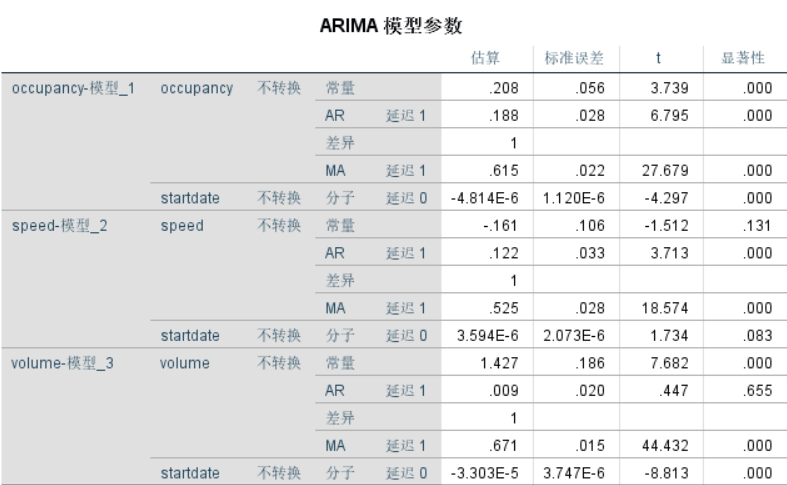 ARIMA 模型参数
估算 标准误差 t 显著性
occupancy-模型_1 occupancy 不转换 常量 .208 .056 3.739 .000
AR 延迟 1 .188 .028 6.795 .000
差异 1
MA 延迟 1 .615 .022 27.679 .000
startdate 不转换 分子 延迟 0 -4.814E-6 1.120E-6 -4.297 .000
speed-模型_2 speed 不转换 常量 -.161 .106 -1.512 .131
AR 延迟 1 .122 .033 3.713 .000
差异 1
MA 延迟 1 .525 .028 18.574 .000
startdate 不转换 分子 延迟 0 3.594E-6 2.073E-6 1.734 .083
volume-模型_3 volume 不转换 常量 1.427 .186 7.682 .000
AR 延迟 1 .009 .020 .447 .655
差异 1
MA 延迟 1 .671 .015 44.432 .000
startdate 不转换 分子 延迟 0 -3.303E-5 3.747E-6 -8.813 .000